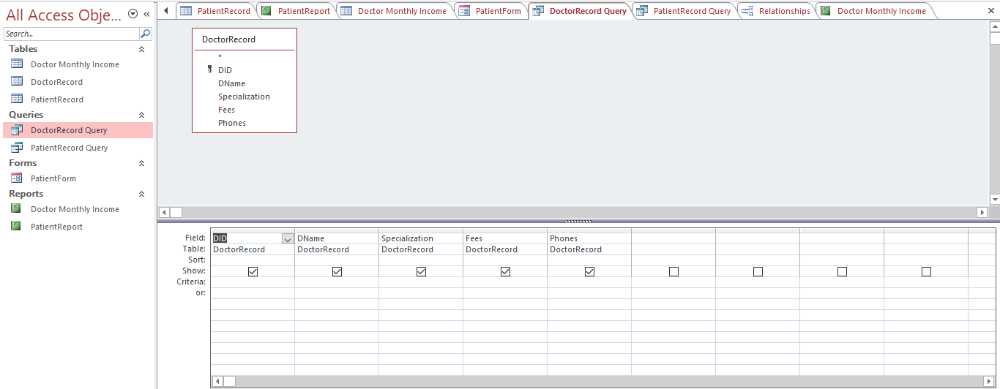 All Access Obje...
Search...
Tables
Doctor Monthly Income
DoctorRecord
PatientRecord
Queries
DoctorRecord Query
PatientRecord Query
Forms
PatientForm
Reports
Doctor Monthly Income
PatientReport
PatientRecord PatientReport Doctor Monthly Income PatientForm DoctorRecord Query PatientRecord Query Relationships Doctor Monthly Income
DoctorRecord
*
DID
DName
Specialization
Fees
Phones
Field: DID DName Specialization Fees Phones
Table: DoctorRecord DoctorRecord DoctorRecord DoctorRecord DoctorRecord
Sort:
Show:
Criteria:
or: